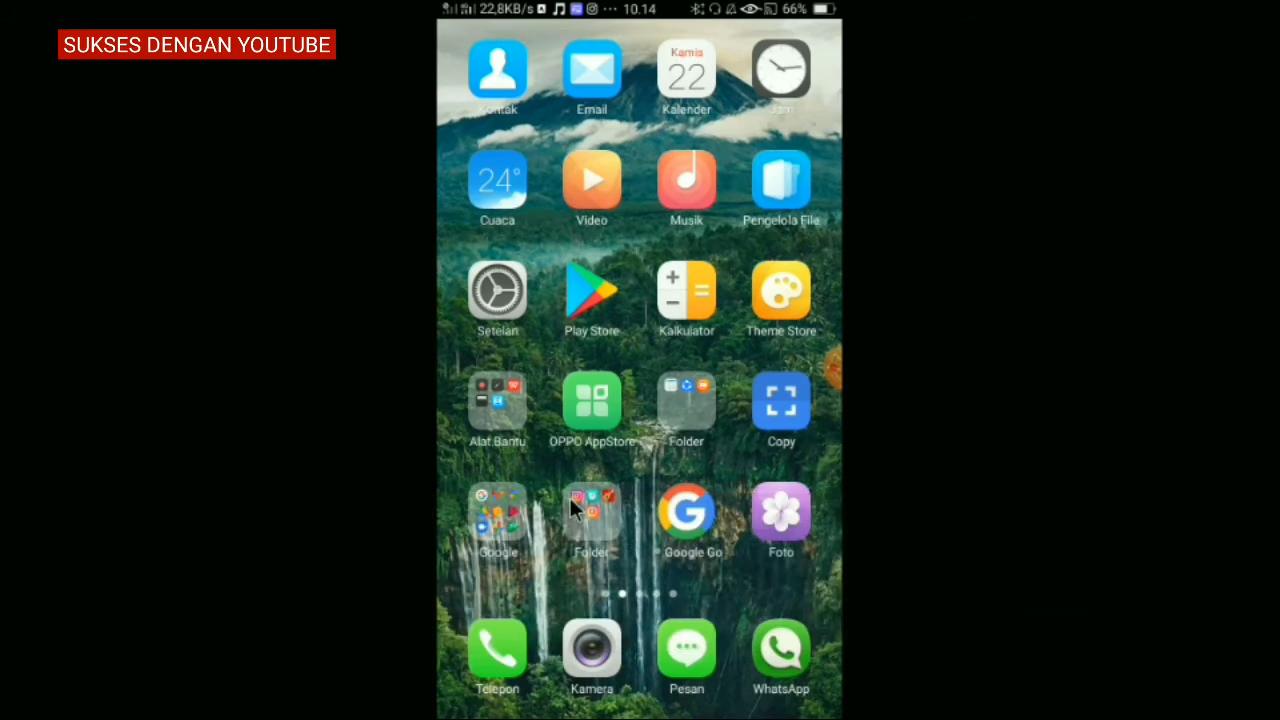 22,8KB/s 10.14 66%
SUKSES DENGAN YOUTUBE
Kamis
22
Kontak Email Kalender Jam
24°
Cuaca Video Musik Pengelola File
Setelan Play Store Kalkulator Theme Store
Alat Bantu OPPO AppStore Folder Copy
Google Folder Google Go Foto
Telepon Kamera Pesan WhatsApp